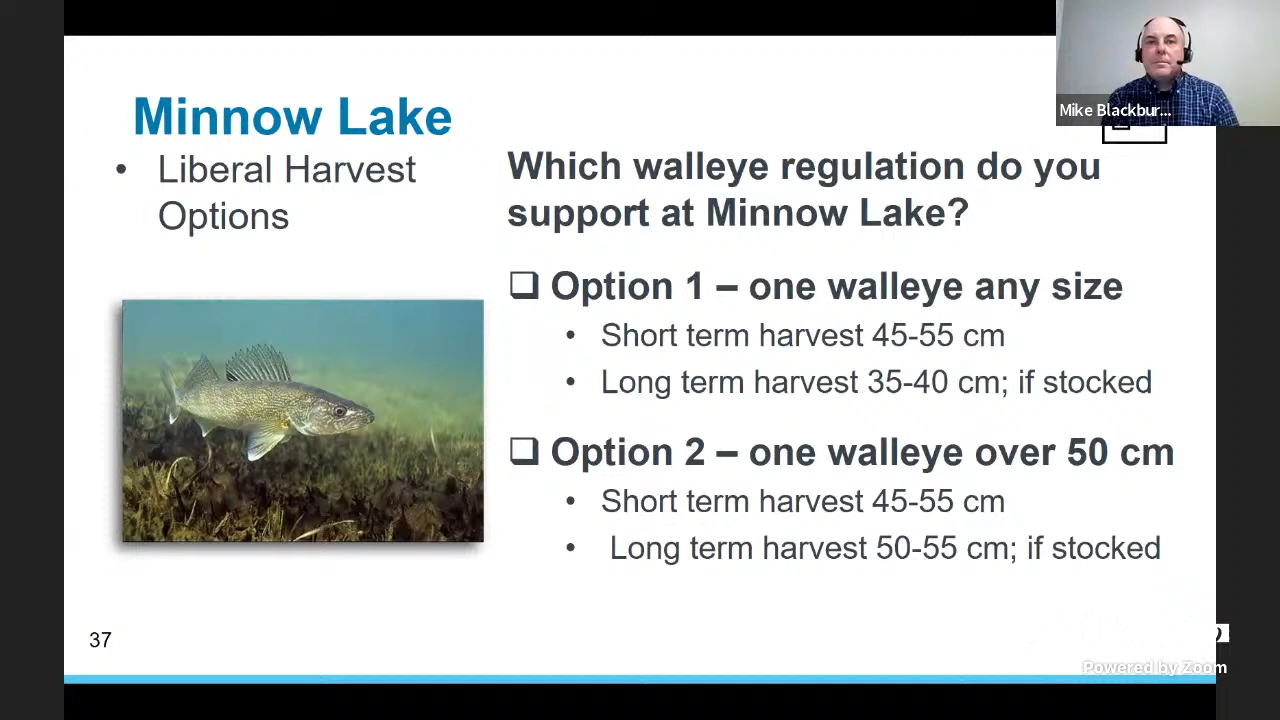 Minnow Lake
• Liberal Harvest
Options
Which walleye regulation do you
support at Minnow Lake?
❑ Option 1 – one walleye any size
• Short term harvest 45-55 cm
• Long term harvest 35-40 cm; if stocked
❑ Option 2 – one walleye over 50 cm
• Short term harvest 45-55 cm
• Long term harvest 50-55 cm; if stocked
37
Mike Blackbur...
Powered by Zoom